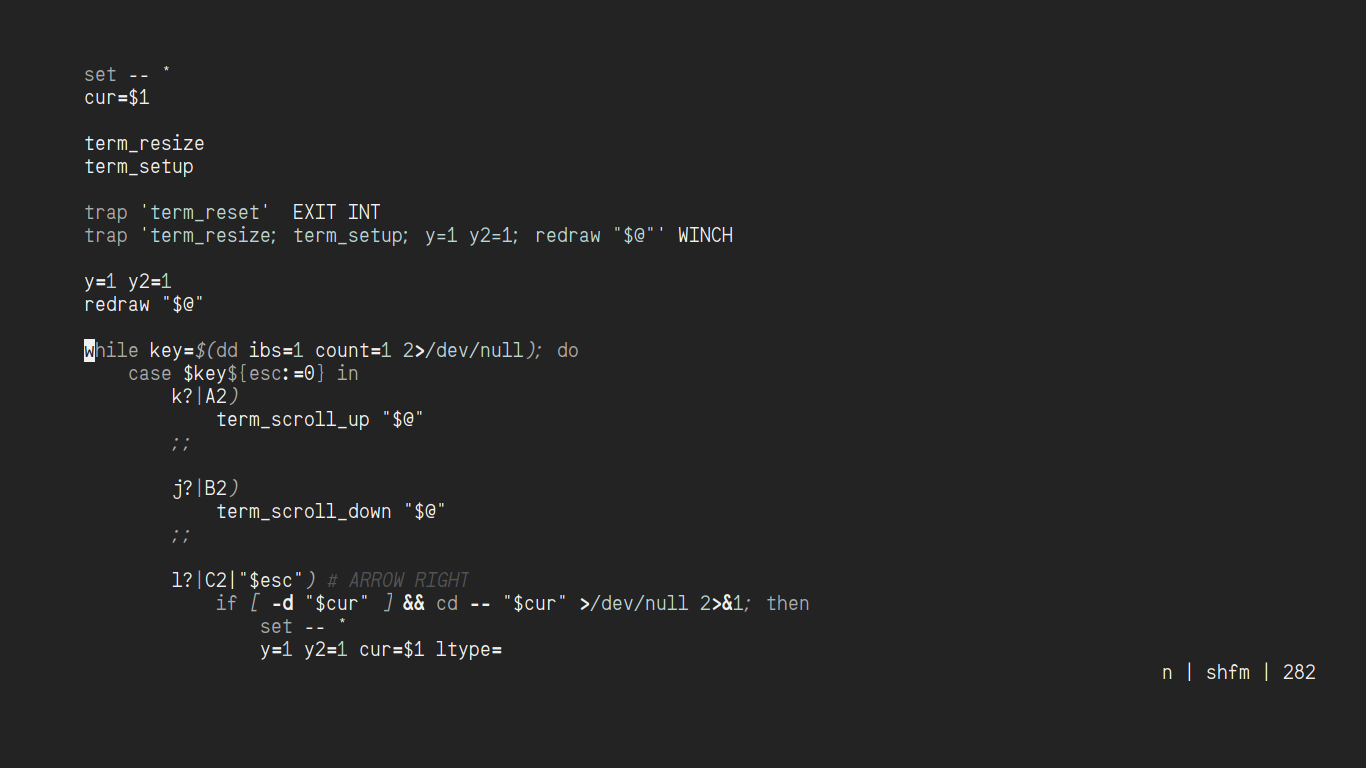 set -- *
cur=$1

term_resize
term_setup

trap 'term_reset'  EXIT INT
trap 'term_resize; term_setup; y=1 y2=1; redraw "$@"' WINCH

y=1 y2=1
redraw "$@"

while key=$(dd ibs=1 count=1 2>/dev/null); do
    case $key${esc:=0} in
        k?|A2)
            term_scroll_up "$@"
        ;;

        j?|B2)
            term_scroll_down "$@"
        ;;

        l?|C2|"$esc") # ARROW RIGHT
            if [ -d "$cur" ] && cd -- "$cur" >/dev/null 2>&1; then
                set -- *
                y=1 y2=1 cur=$1 ltype=
n | shfm | 282